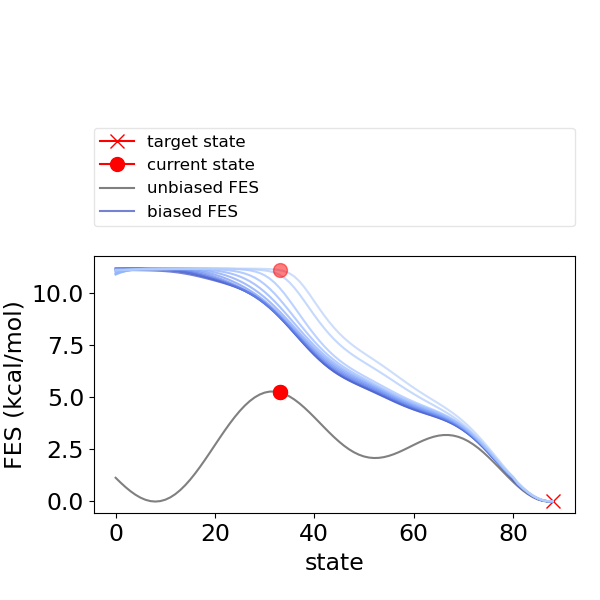 target state
current state
unbiased FES
biased FES
FES (kcal/mol)
10.0
7.5
5.0
2.5
0.0
0 20 40 60 80
state